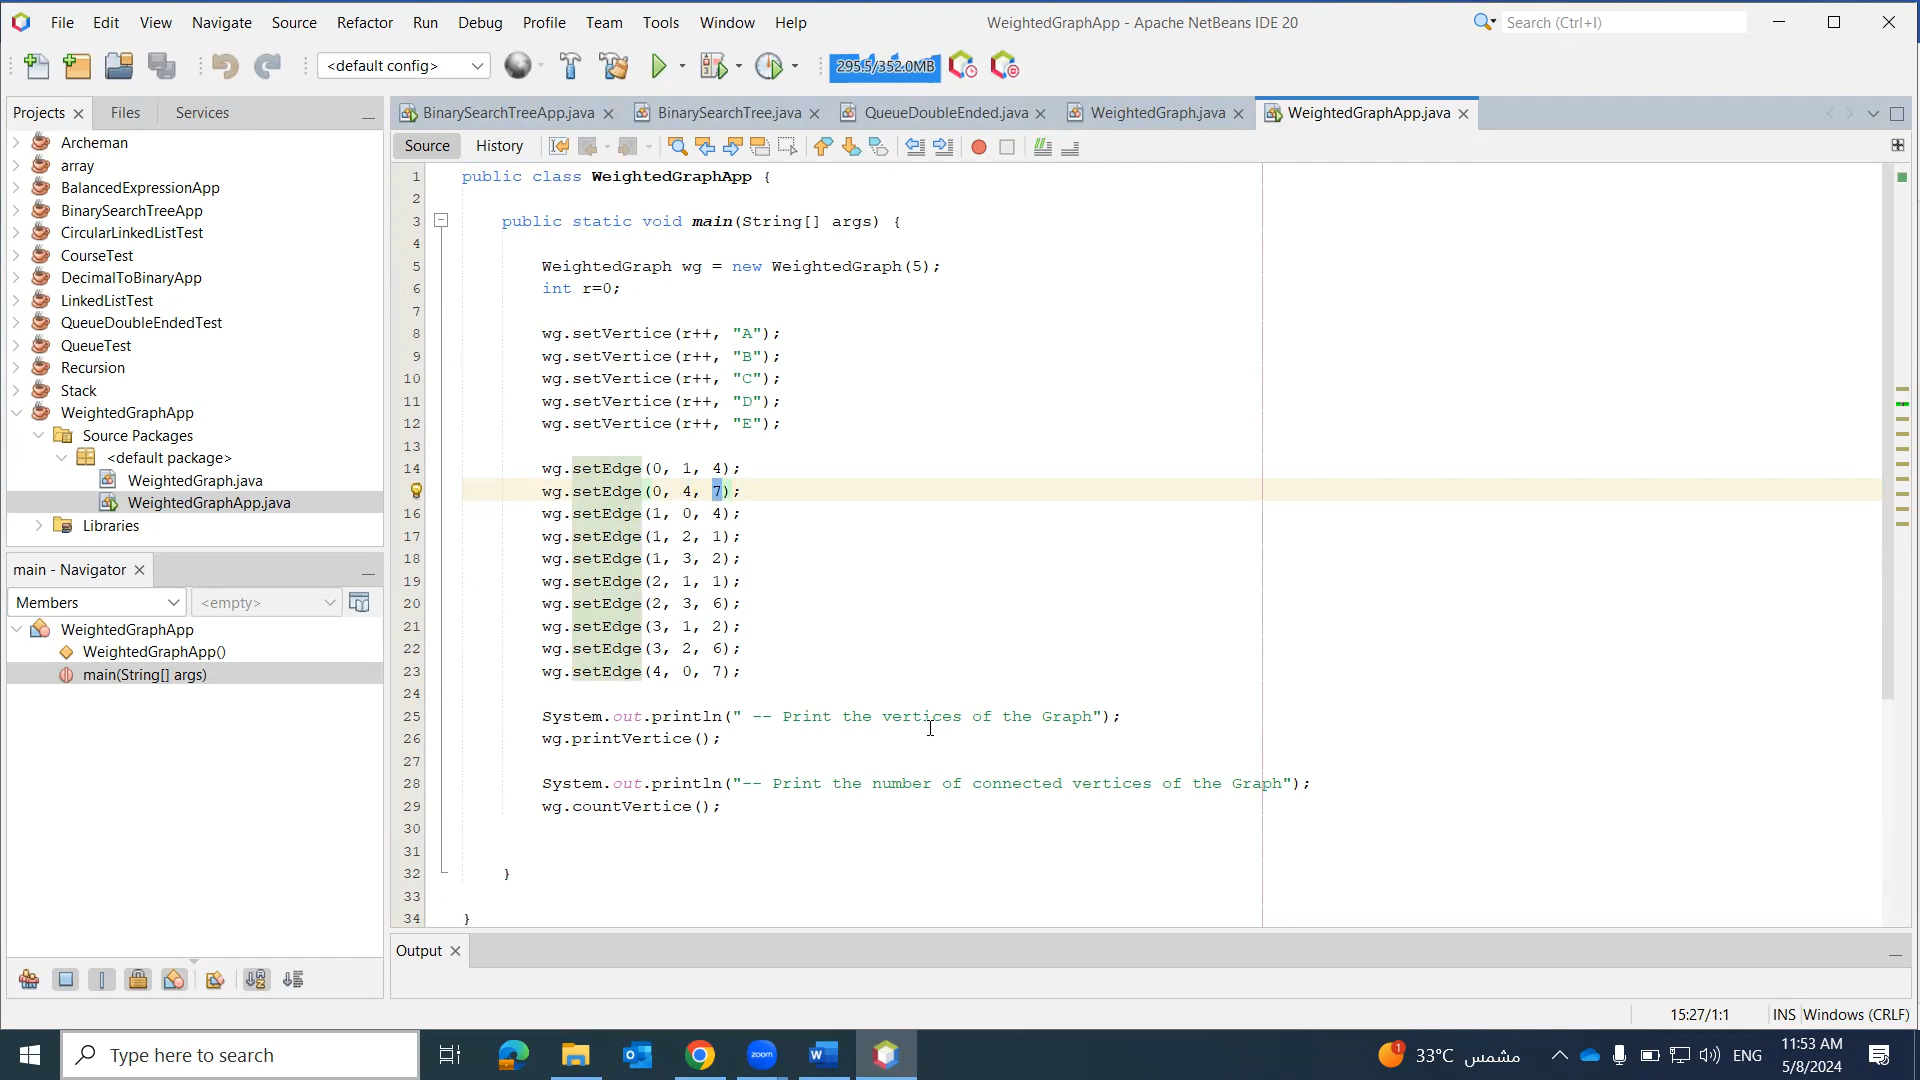 File Edit View Navigate Source Refactor Run Debug Profile Team Tools Window Help WeightedGraphApp - Apache NetBeans IDE 20 Search (Ctrl+I)
<default config> 295.5/352.0MB
Projects Files Services BinarySearchTreeApp.java BinarySearchTree.java QueueDoubleEnded.java WeightedGraph.java WeightedGraphApp.java
Source History
Archeman
array
BalancedExpressionApp
BinarySearchTreeApp
CircularLinkedListTest
CourseTest
DecimalToBinaryApp
LinkedListTest
QueueDoubleEndedTest
QueueTest
Recursion
Stack
WeightedGraphApp
Source Packages
<default package>
WeightedGraph.java
WeightedGraphApp.java
Libraries
main - Navigator
Members <empty>
WeightedGraphApp
WeightedGraphApp()
main(String[] args)
1 public class WeightedGraphApp {
2
3 public static void main(String[] args) {
4
5 WeightedGraph wg = new WeightedGraph(5);
6 int r=0;
7
8 wg.setVertice(r++, "A");
9 wg.setVertice(r++, "B");
10 wg.setVertice(r++, "C");
11 wg.setVertice(r++, "D");
12 wg.setVertice(r++, "E");
13
14 wg.setEdge(0, 1, 4);
wg.setEdge(0, 4, 7);
16 wg.setEdge(1, 0, 4);
17 wg.setEdge(1, 2, 1);
18 wg.setEdge(1, 3, 2);
19 wg.setEdge(2, 1, 1);
20 wg.setEdge(2, 3, 6);
21 wg.setEdge(3, 1, 2);
22 wg.setEdge(3, 2, 6);
23 wg.setEdge(4, 0, 7);
24
25 System.out.println(" -- Print the vertices of the Graph");
26 wg.printVertice();
27
28 System.out.println("-- Print the number of connected vertices of the Graph");
29 wg.countVertice();
30
31
32 }
33
34 }
Output
15:27/1:1 INS Windows (CRLF)
Type here to search zoom 1 33°C مشمس ENG 11:53 AM
5/8/2024